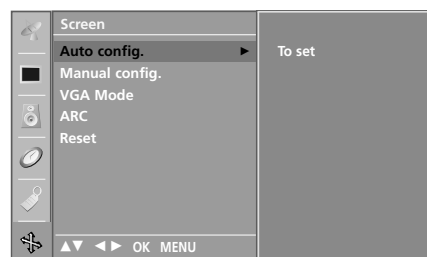 Screen
Auto config. ► To set
Manual config.
VGA Mode
ARC
Reset
▲▼ ◄► OK MENU